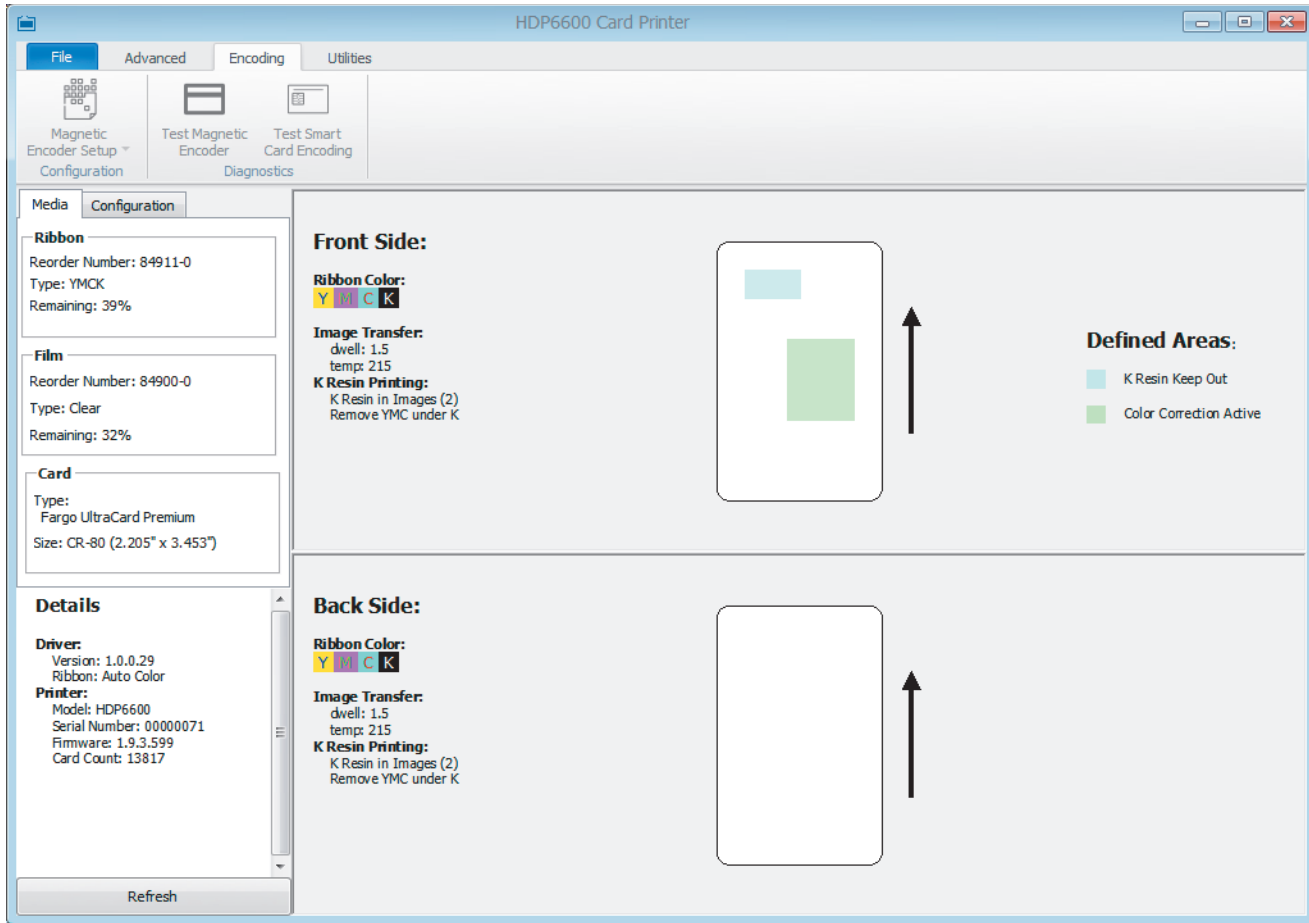 HDP6600 Card Printer
File Advanced Encoding Utilities
Magnetic
Encoder Setup
Test Magnetic
Encoder
Test Smart
Card Encoding
Configuration
Diagnostics
Media Configuration
Ribbon
Reorder Number: 84911-0
Type: YMCK
Remaining: 39%
Film
Reorder Number: 84900-0
Type: Clear
Remaining: 32%
Card
Type:
Fargo UltraCard Premium
Size: CR-80 (2.205" x 3.453")
Details
Driver:
Version: 1.0.0.29
Ribbon: Auto Color
Printer:
Model: HDP6600
Serial Number: 00000071
Firmware: 1.9.3.599
Card Count: 13817
Refresh
Front Side:
Ribbon Color:
Y M C K
Image Transfer:
dwell: 1.5
temp: 215
K Resin Printing:
K Resin in Images (2)
Remove YMC under K
Defined Areas:
K Resin Keep Out
Color Correction Active
Back Side:
Ribbon Color:
Y M C K
Image Transfer:
dwell: 1.5
temp: 215
K Resin Printing:
K Resin in Images (2)
Remove YMC under K